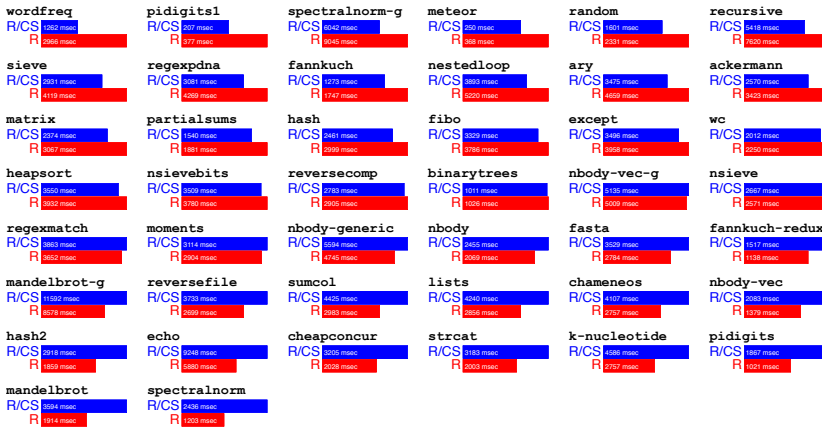 wordfreq pidigits1 spectralnorm-g meteor random recursive
R/CS 1262 msec R/CS 207 msec R/CS 6042 msec R/CS 250 msec R/CS 1601 msec R/CS 5418 msec
R 2966 msec R 377 msec R 9045 msec R 368 msec R 2331 msec R 7620 msec
sieve regexpdna fannkuch nestedloop ary ackermann
R/CS 2931 msec R/CS 3081 msec R/CS 1273 msec R/CS 3893 msec R/CS 3475 msec R/CS 2570 msec
R 4119 msec R 4269 msec R 1747 msec R 5220 msec R 4659 msec R 3423 msec
matrix partialsums hash fibo except wc
R/CS 2374 msec R/CS 1540 msec R/CS 2461 msec R/CS 3329 msec R/CS 3496 msec R/CS 2012 msec
R 3067 msec R 1881 msec R 2999 msec R 3786 msec R 3958 msec R 2250 msec
heapsort nsievebits reversecomp binarytrees nbody-vec-g nsieve
R/CS 3550 msec R/CS 3509 msec R/CS 2783 msec R/CS 1011 msec R/CS 5135 msec R/CS 2667 msec
R 3932 msec R 3780 msec R 2905 msec R 1026 msec R 5009 msec R 2571 msec
regexmatch moments nbody-generic nbody fasta fannkuch-redux
R/CS 3863 msec R/CS 3114 msec R/CS 5594 msec R/CS 2455 msec R/CS 3529 msec R/CS 1517 msec
R 3652 msec R 2904 msec R 4745 msec R 2069 msec R 2784 msec R 1138 msec
mandelbrot-g reversefile sumcol lists chameneos nbody-vec
R/CS 11592 msec R/CS 3733 msec R/CS 4425 msec R/CS 4240 msec R/CS 4107 msec R/CS 2083 msec
R 8578 msec R 2699 msec R 2983 msec R 2856 msec R 2757 msec R 1379 msec
hash2 echo cheapconcur strcat k-nucleotide pidigits
R/CS 2918 msec R/CS 9248 msec R/CS 3205 msec R/CS 3183 msec R/CS 4586 msec R/CS 1867 msec
R 1859 msec R 5880 msec R 2028 msec R 2003 msec R 2757 msec R 1021 msec
mandelbrot spectralnorm
R/CS 3594 msec R/CS 2436 msec
R 1914 msec R 1203 msec